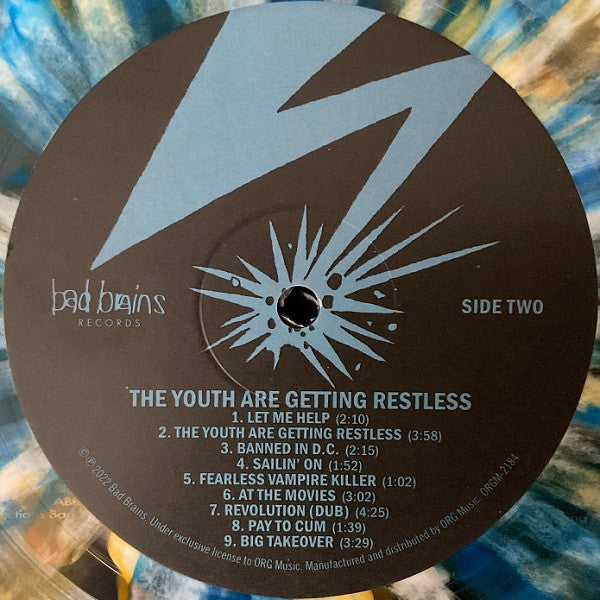 bad brains
RECORDS
SIDE TWO
THE YOUTH ARE GETTING RESTLESS
1. LET ME HELP (2:10)
2. THE YOUTH ARE GETTING RESTLESS (3:58)
3. BANNED IN D.C. (2:15)
4. SAILIN' ON (1:52)
5. FEARLESS VAMPIRE KILLER (1:02)
6. AT THE MOVIES (3:02)
7. REVOLUTION (DUB) (4:25)
8. PAY TO CUM (1:39)
9. BIG TAKEOVER (3:29)
©℗2022 Bad Brains. Under exclusive license to ORG Music. Manufactured and distributed by ORG Music. ORGM-2181